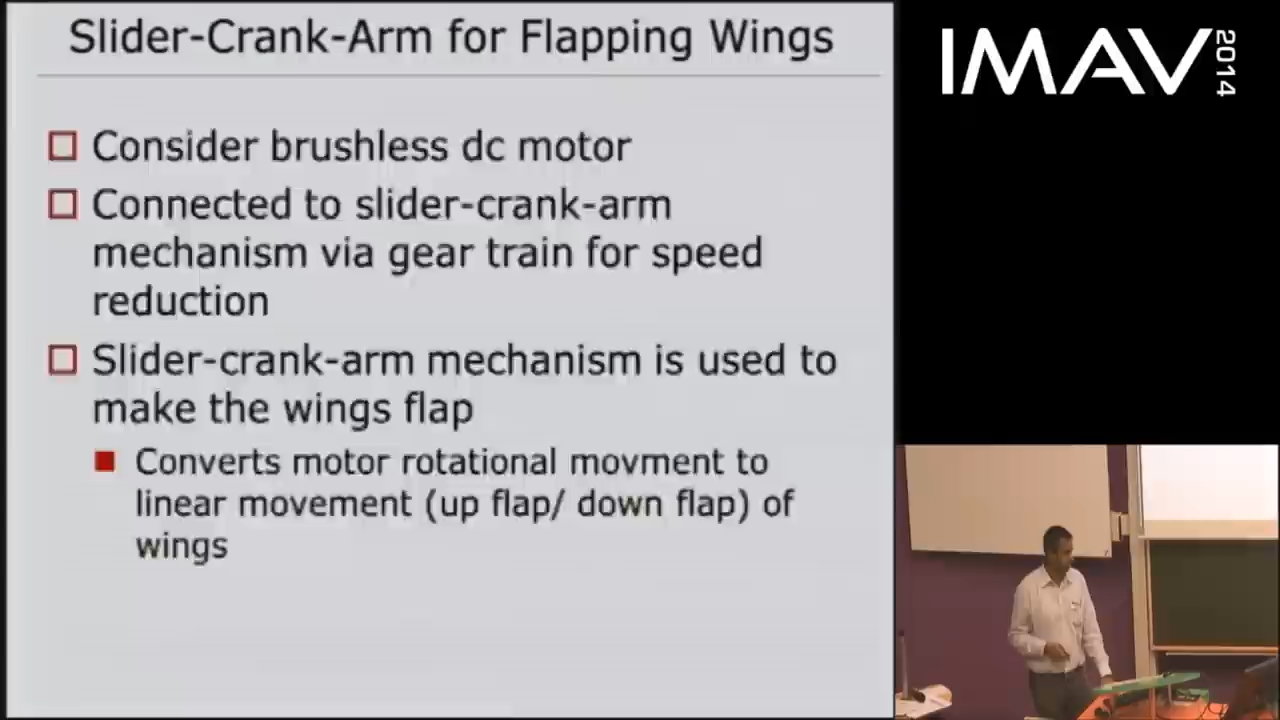 Slider-Crank-Arm for Flapping Wings
Consider brushless dc motor
Connected to slider-crank-arm
mechanism via gear train for speed
reduction
Slider-crank-arm mechanism is used to
make the wings flap
Converts motor rotational movment to
linear movement (up flap/ down flap) of
wings
IMAV 2014